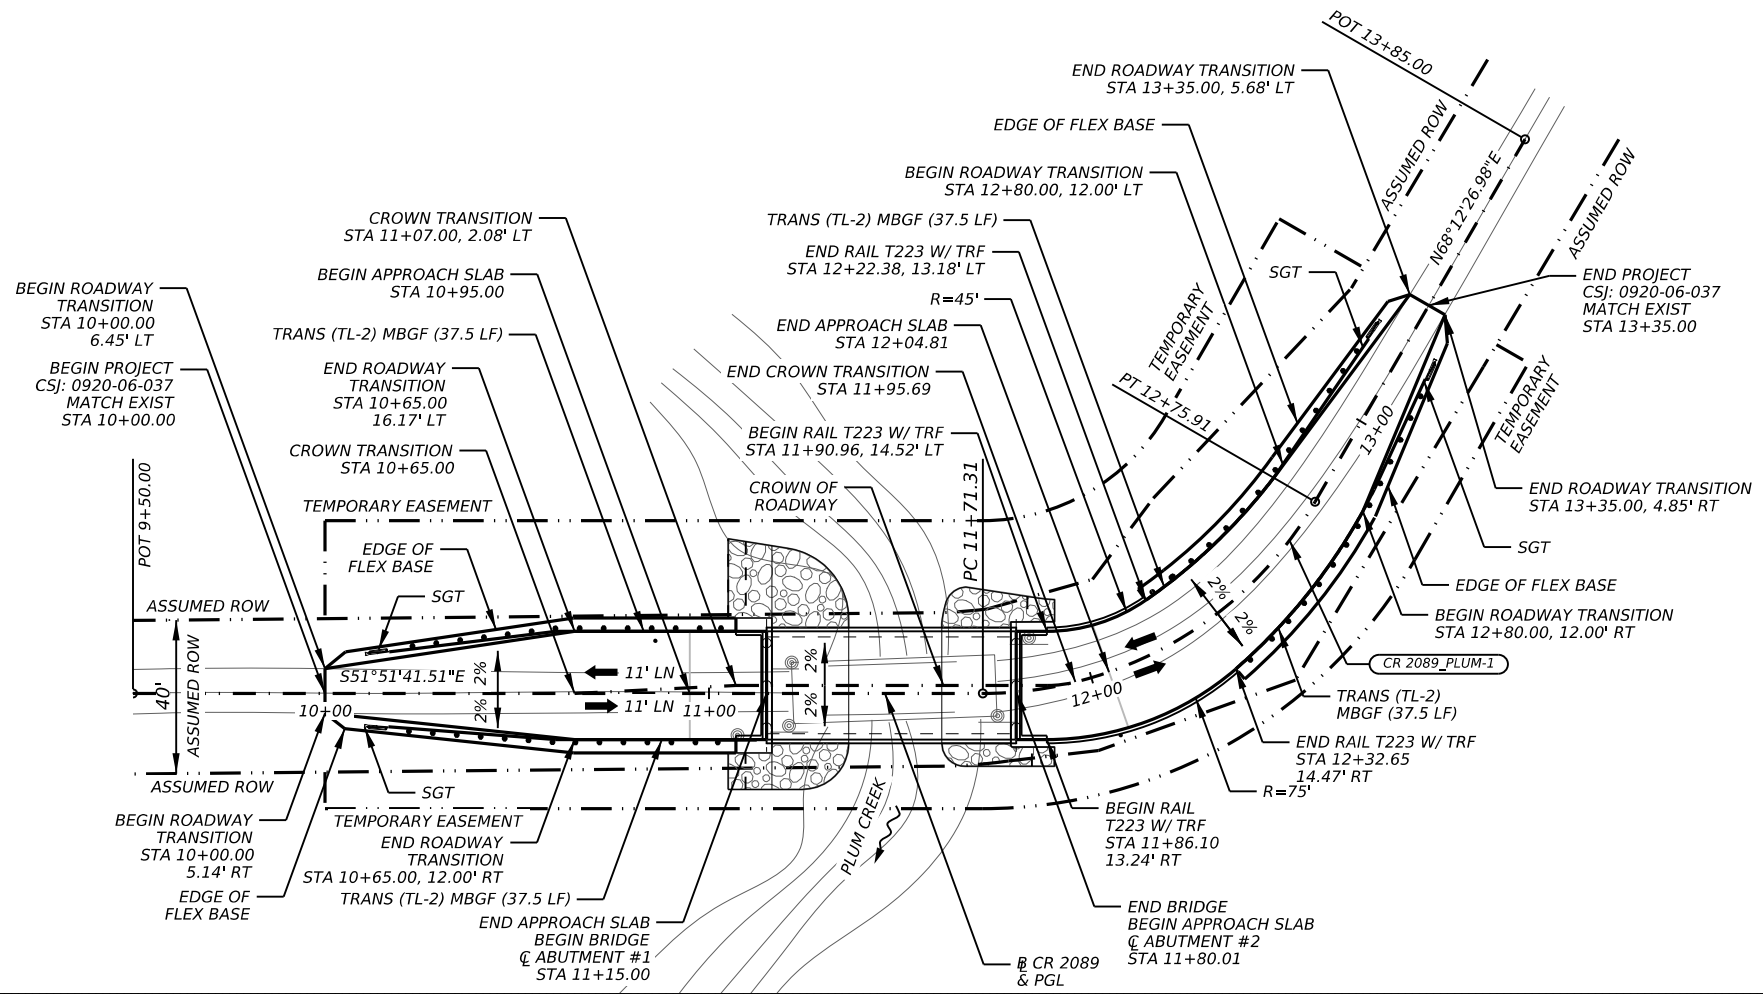 POT 13+85.00
END ROADWAY TRANSITION
STA 13+35.00, 5.68' LT
EDGE OF FLEX BASE
BEGIN ROADWAY TRANSITION
STA 12+80.00, 12.00' LT
TRANS (TL-2) MBGF (37.5 LF)
END RAIL T223 W/ TRF
STA 12+22.38, 13.18' LT
R=45'
END APPROACH SLAB
STA 12+04.81
END CROWN TRANSITION
STA 11+95.69
BEGIN RAIL T223 W/ TRF
STA 11+90.96, 14.52' LT
CROWN OF
ROADWAY
CROWN TRANSITION
STA 11+07.00, 2.08' LT
BEGIN APPROACH SLAB
STA 10+95.00
TRANS (TL-2) MBGF (37.5 LF)
END ROADWAY
TRANSITION
STA 10+65.00
16.17' LT
CROWN TRANSITION
STA 10+65.00
BEGIN ROADWAY
TRANSITION
STA 10+00.00
6.45' LT
BEGIN PROJECT
CSJ: 0920-06-037
MATCH EXIST
STA 10+00.00
POT 9+50.00
TEMPORARY EASEMENT
EDGE OF
FLEX BASE
SGT
ASSUMED ROW
40'
ASSUMED ROW
ASSUMED ROW
S51°51'41.51"E
10+00
2%
2%
11' LN
11' LN
11+00
2%
2%
PC 11+71.31
12+00
2%
2%
PT 12+75.91
13+00
TEMPORARY
EASEMENT
SGT
ASSUMED ROW
N68°12'26.98"E
ASSUMED ROW
END PROJECT
CSJ: 0920-06-037
MATCH EXIST
STA 13+35.00
TEMPORARY
EASEMENT
END ROADWAY TRANSITION
STA 13+35.00, 4.85' RT
SGT
EDGE OF FLEX BASE
BEGIN ROADWAY TRANSITION
STA 12+80.00, 12.00' RT
CR 2089_PLUM-1
TRANS (TL-2)
MBGF (37.5 LF)
END RAIL T223 W/ TRF
STA 12+32.65
14.47' RT
R=75'
BEGIN RAIL
T223 W/ TRF
STA 11+86.10
13.24' RT
END BRIDGE
BEGIN APPROACH SLAB
℄ ABUTMENT #2
STA 11+80.01
BL CR 2089
& PGL
PLUM CREEK
SGT
TEMPORARY EASEMENT
BEGIN ROADWAY
TRANSITION
STA 10+00.00
5.14' RT
EDGE OF
FLEX BASE
END ROADWAY
TRANSITION
STA 10+65.00, 12.00' RT
TRANS (TL-2) MBGF (37.5 LF)
END APPROACH SLAB
BEGIN BRIDGE
℄ ABUTMENT #1
STA 11+15.00